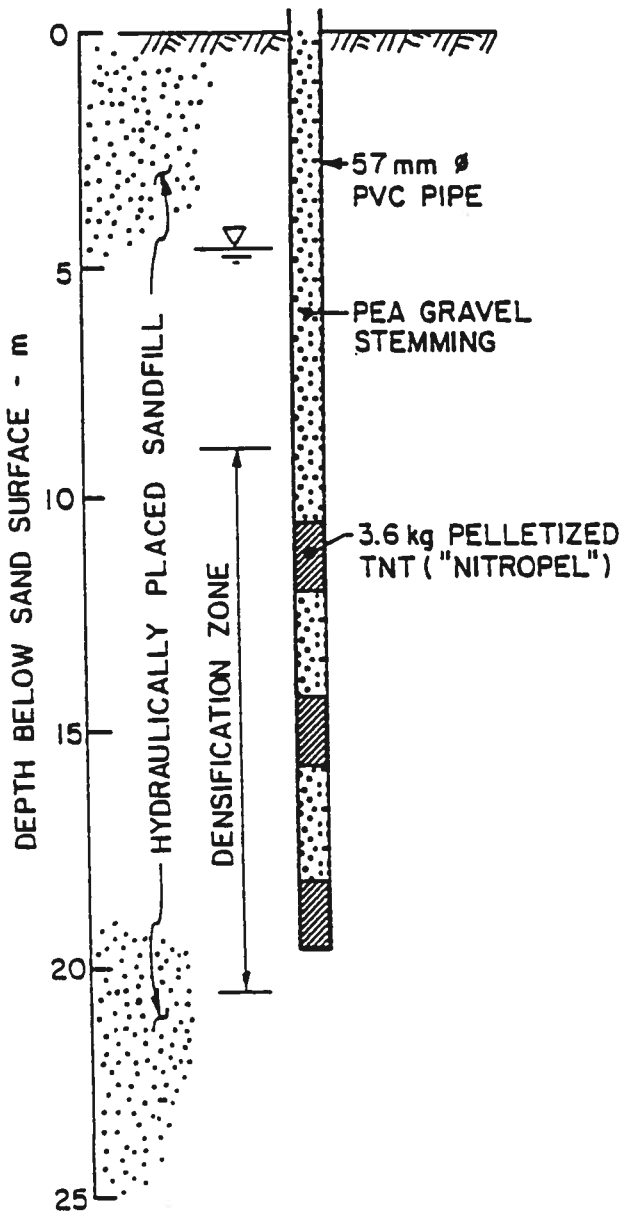 0
5
10
15
20
25
DEPTH BELOW SAND SURFACE - m
HYDRAULICALLY PLACED SANDFILL
DENSIFICATION ZONE
57 mm ø
PVC PIPE
PEA GRAVEL
STEMMING
3.6 kg PELLETIZED
TNT ("NITROPEL")